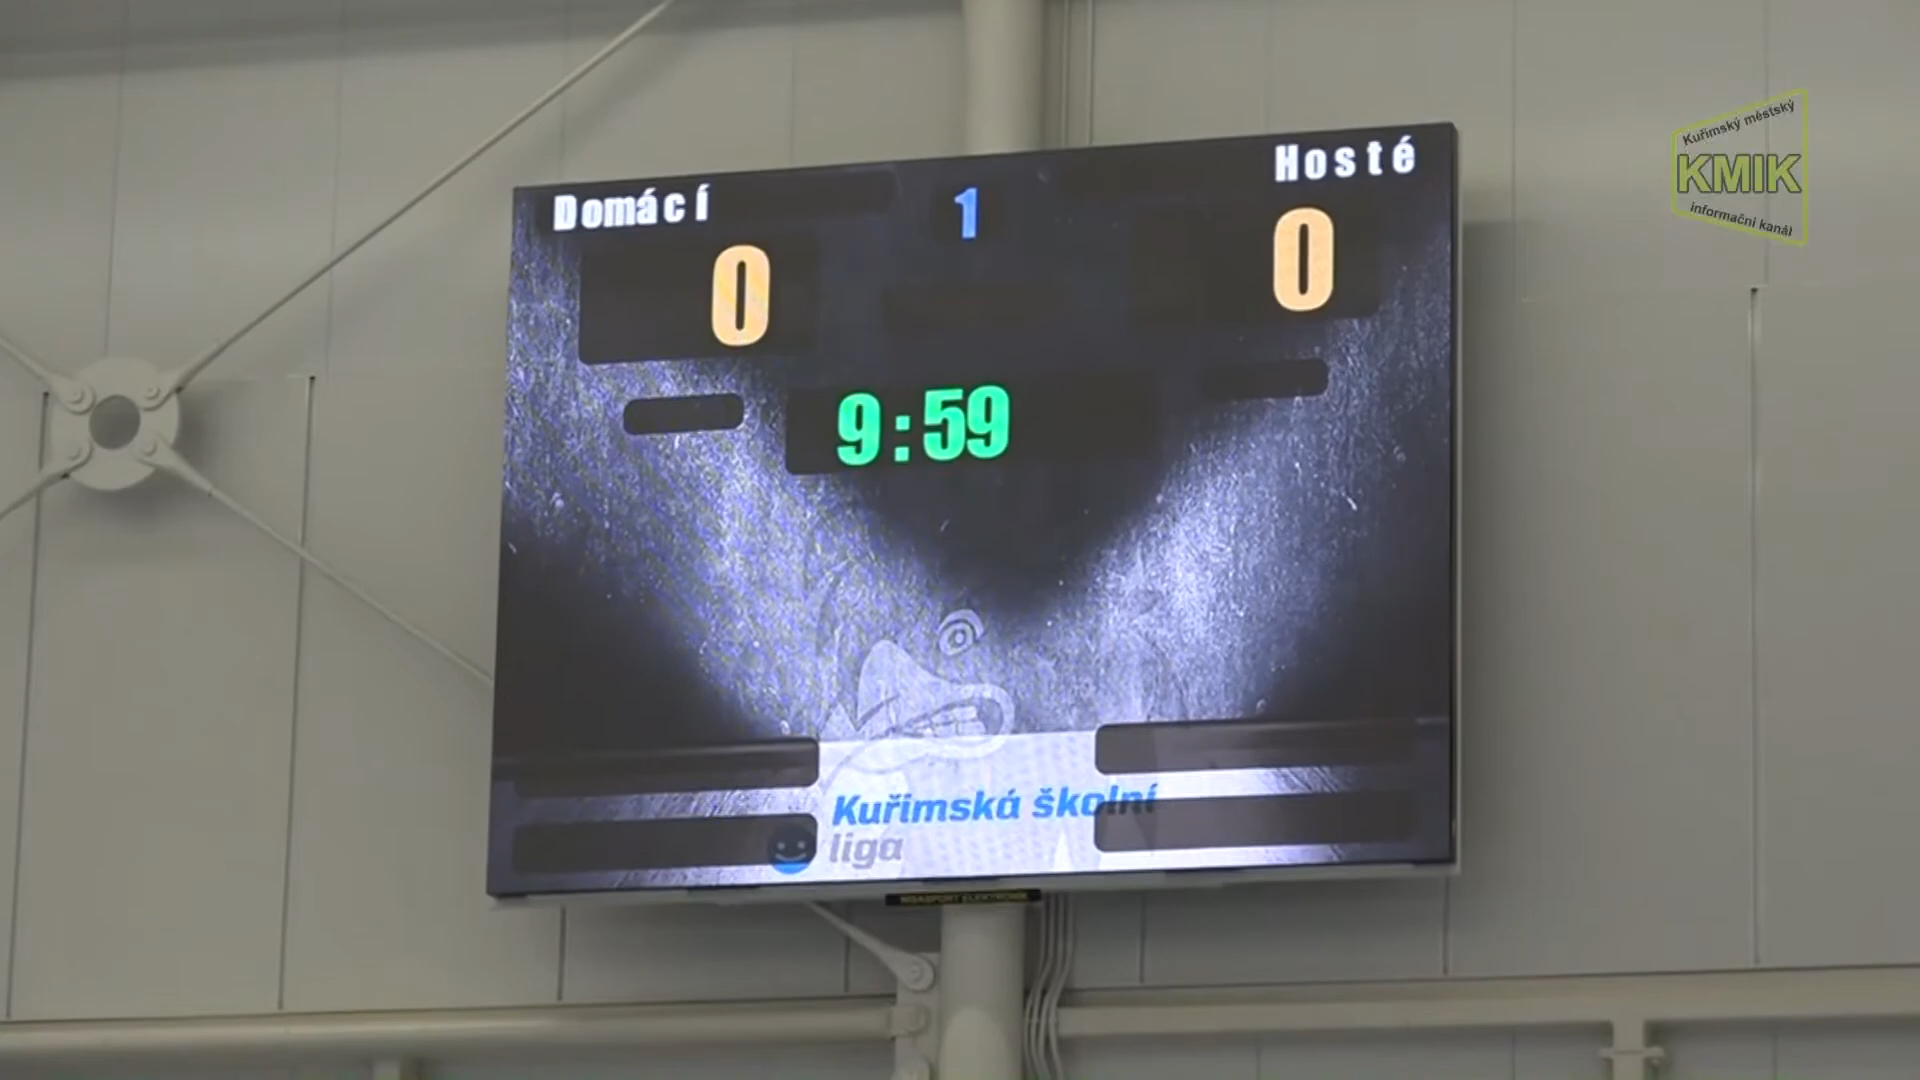 Kuřimský městský
KMIK
informační kanál
Domácí
1
Hosté
0
0
9:59
Kuřimská školní
liga